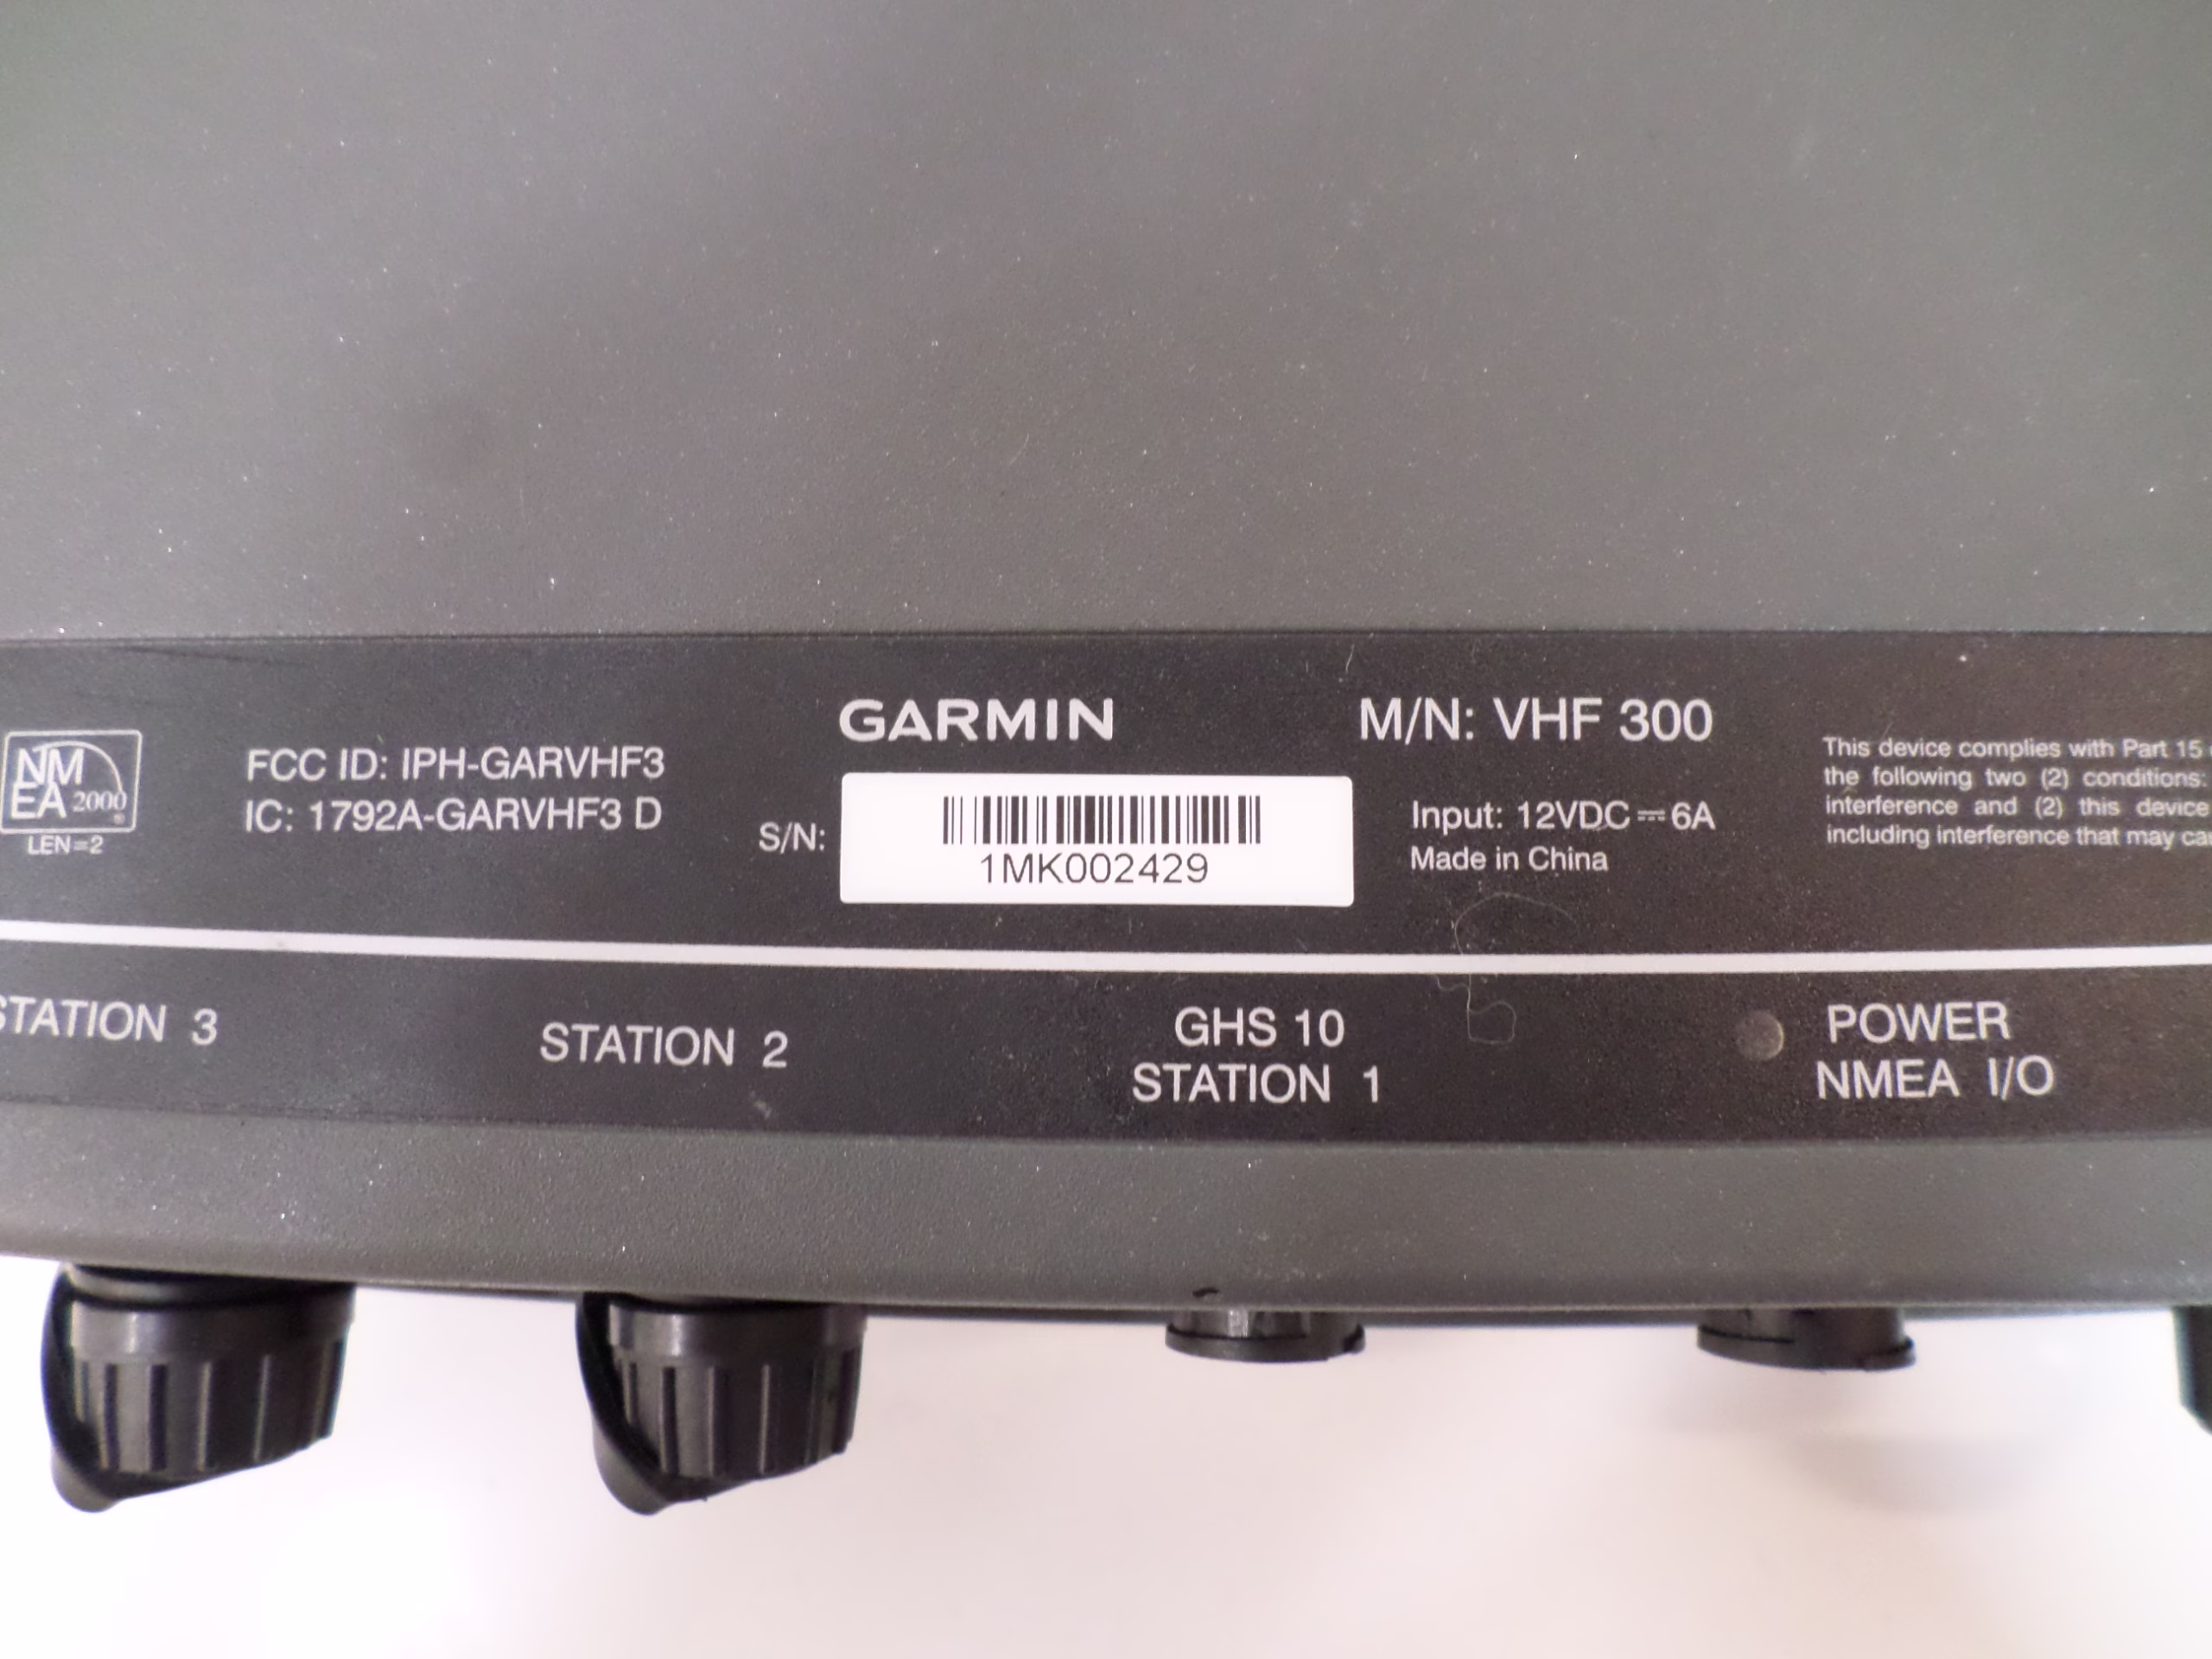 NM
EA 2000
LEN=2
FCC ID: IPH-GARVHF3
IC: 1792A-GARVHF3 D
GARMIN
S/N:
1MK002429
M/N: VHF 300
Input: 12VDC⎓6A
Made in China
This device complies with Part 15
the following two (2) conditions:
interference and (2) this device
including interference that may
STATION 3
STATION 2
GHS 10
STATION 1
POWER
NMEA I/O